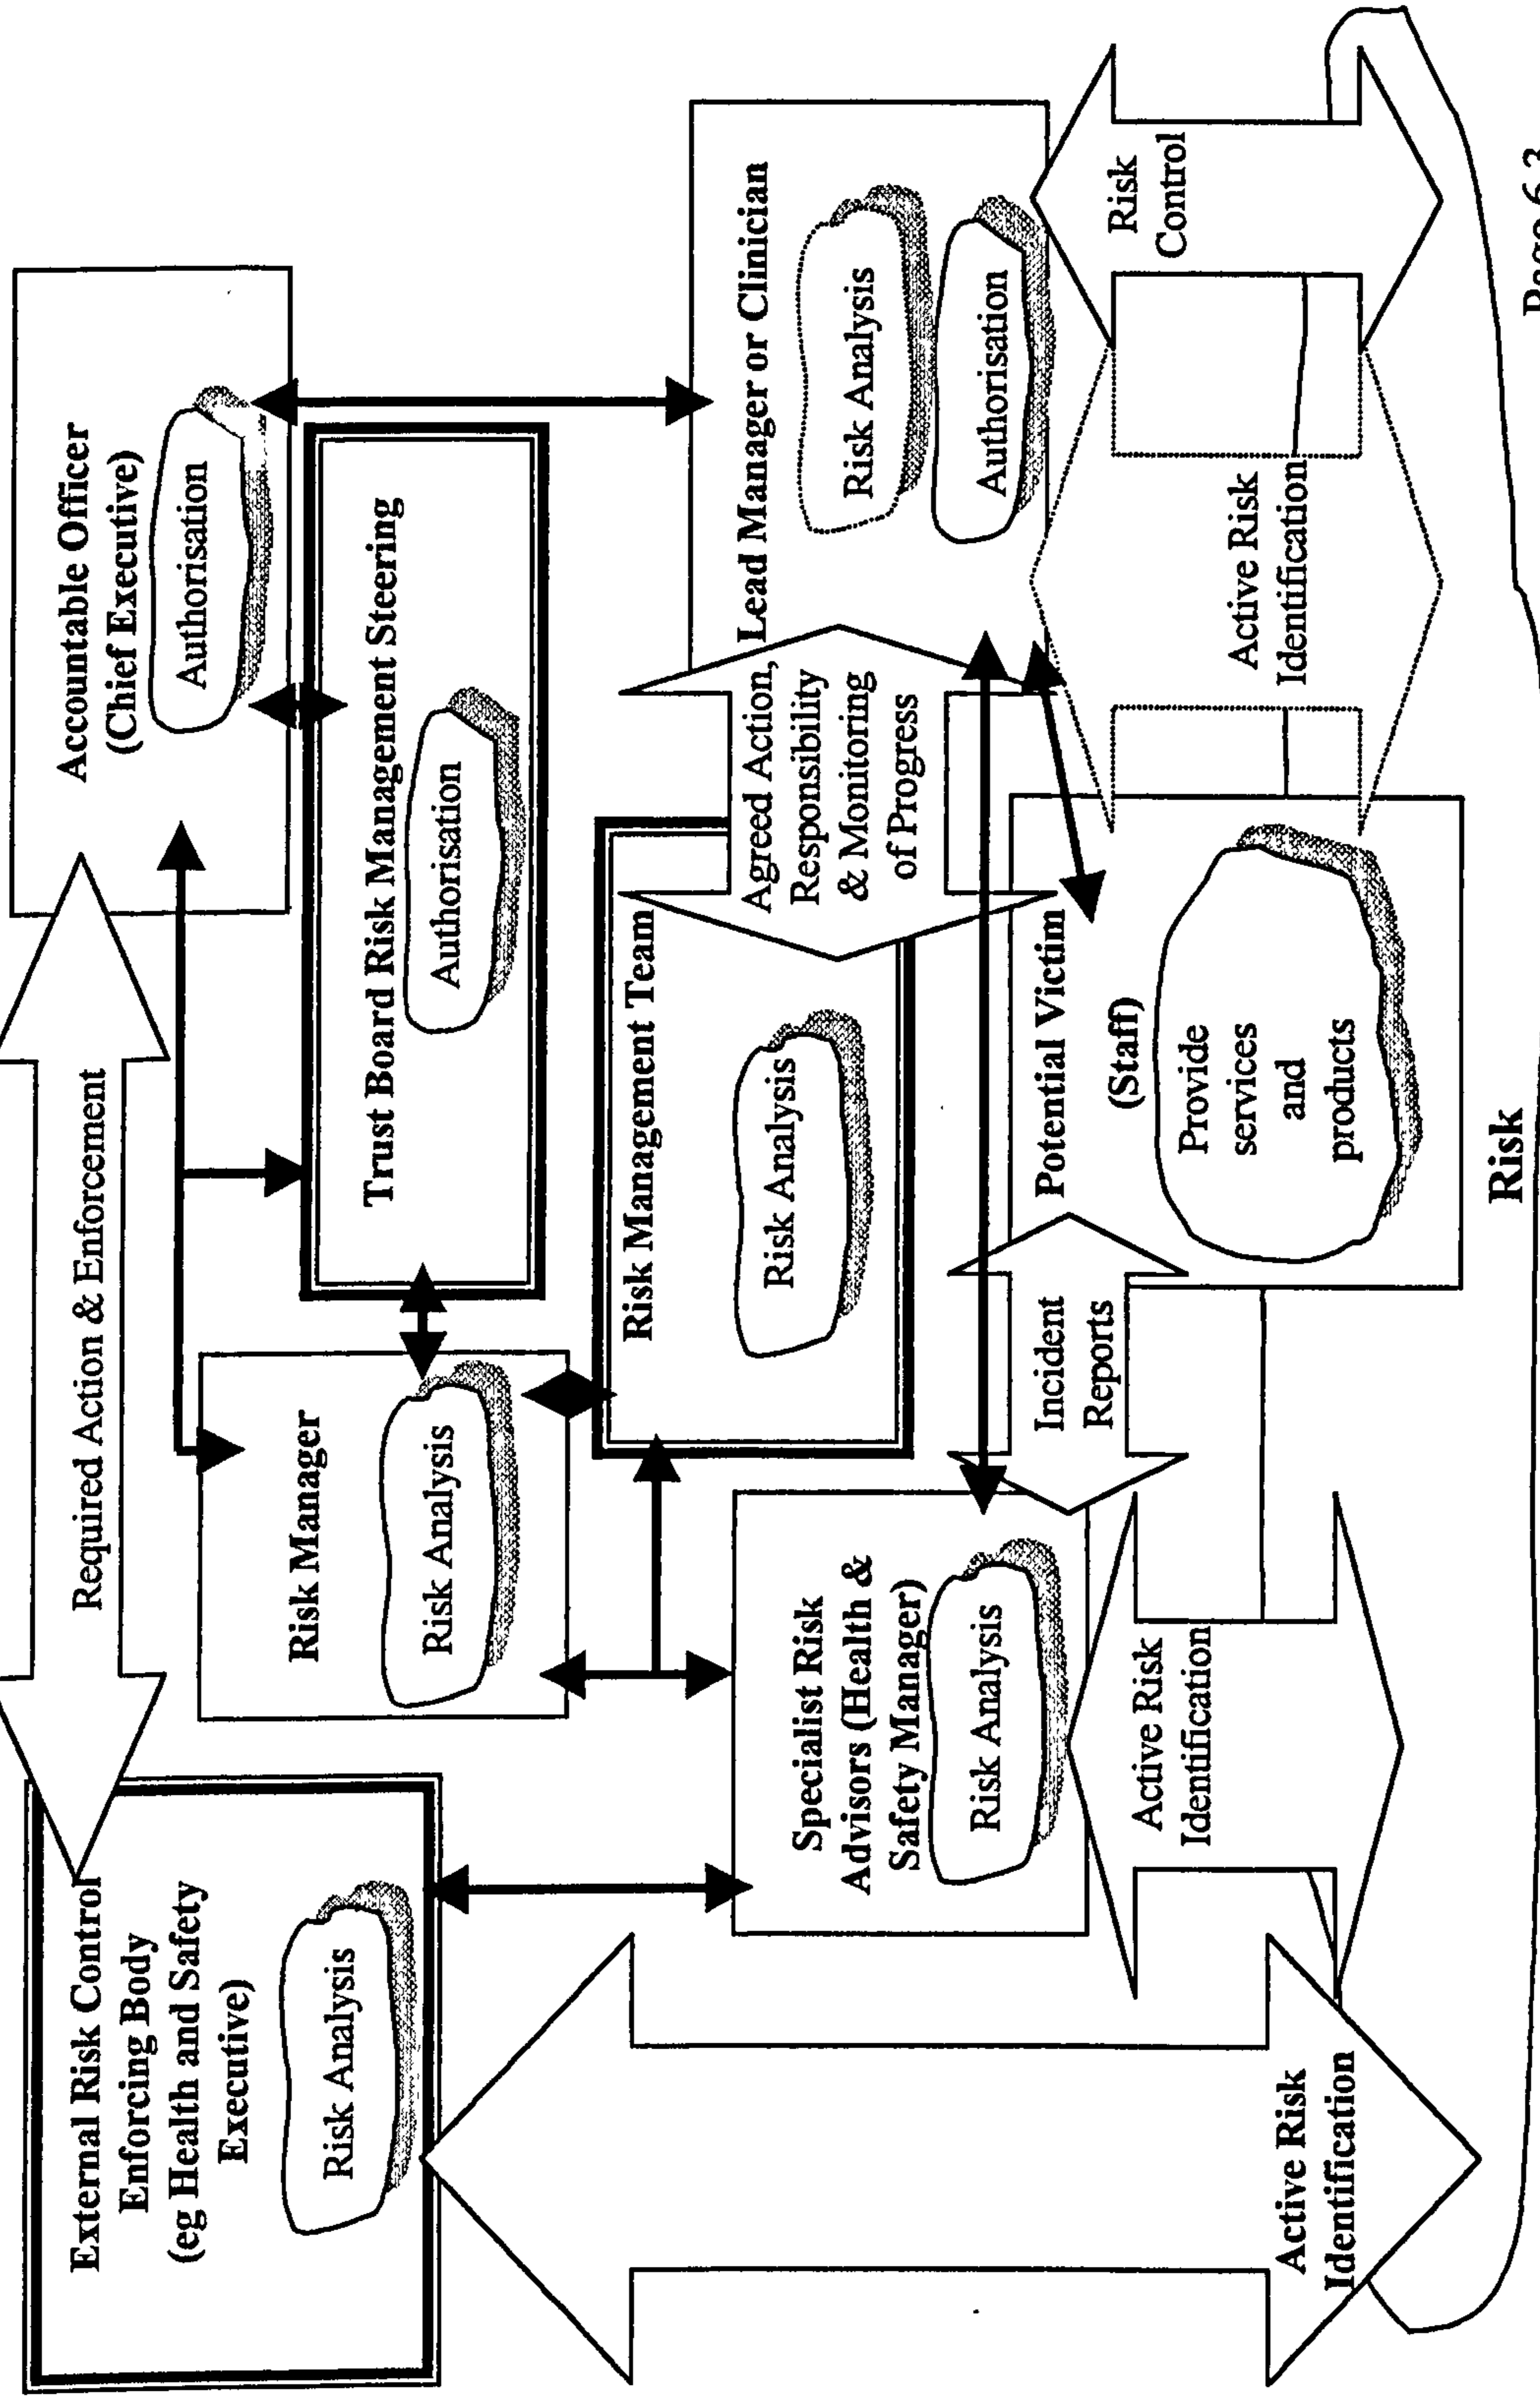 Required Action & Enforcement
External Risk Control
Enforcing Body
(eg Health and Safety
Executive)
Risk Analysis
Risk Manager
Risk Analysis
Accountable Officer
(Chief Executive)
Authorisation
Trust Board Risk Management Steering
Authorisation
Risk Management Team
Risk Analysis
Agreed Action,
Responsibility
& Monitoring
of Progress
Lead Manager or Clinician
Risk Analysis
Authorisation
Specialist Risk
Advisors (Health &
Safety Manager)
Risk Analysis
Incident
Reports
Potential Victim
(Staff)
Provide
services
and
products
Active Risk
Identification
Active Risk
Identification
Active Risk
Identification
Risk
Control
Risk
Page 6.3